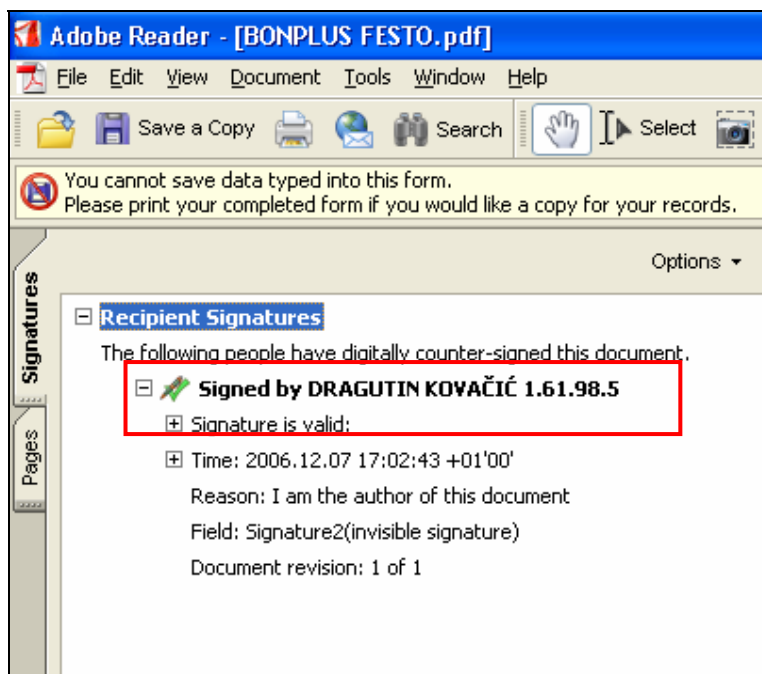 Adobe Reader - [BONPLUS FESTO.pdf]
File Edit View Document Tools Window Help
Save a Copy Search Select
You cannot save data typed into this form.
Please print your completed form if you would like a copy for your records.
Options
Signatures
Pages
Recipient Signatures
The following people have digitally counter-signed this document.
Signed by DRAGUTIN KOVAČIĆ 1.61.98.5
Signature is valid:
Time: 2006.12.07 17:02:43 +01'00'
Reason: I am the author of this document
Field: Signature2(invisible signature)
Document revision: 1 of 1